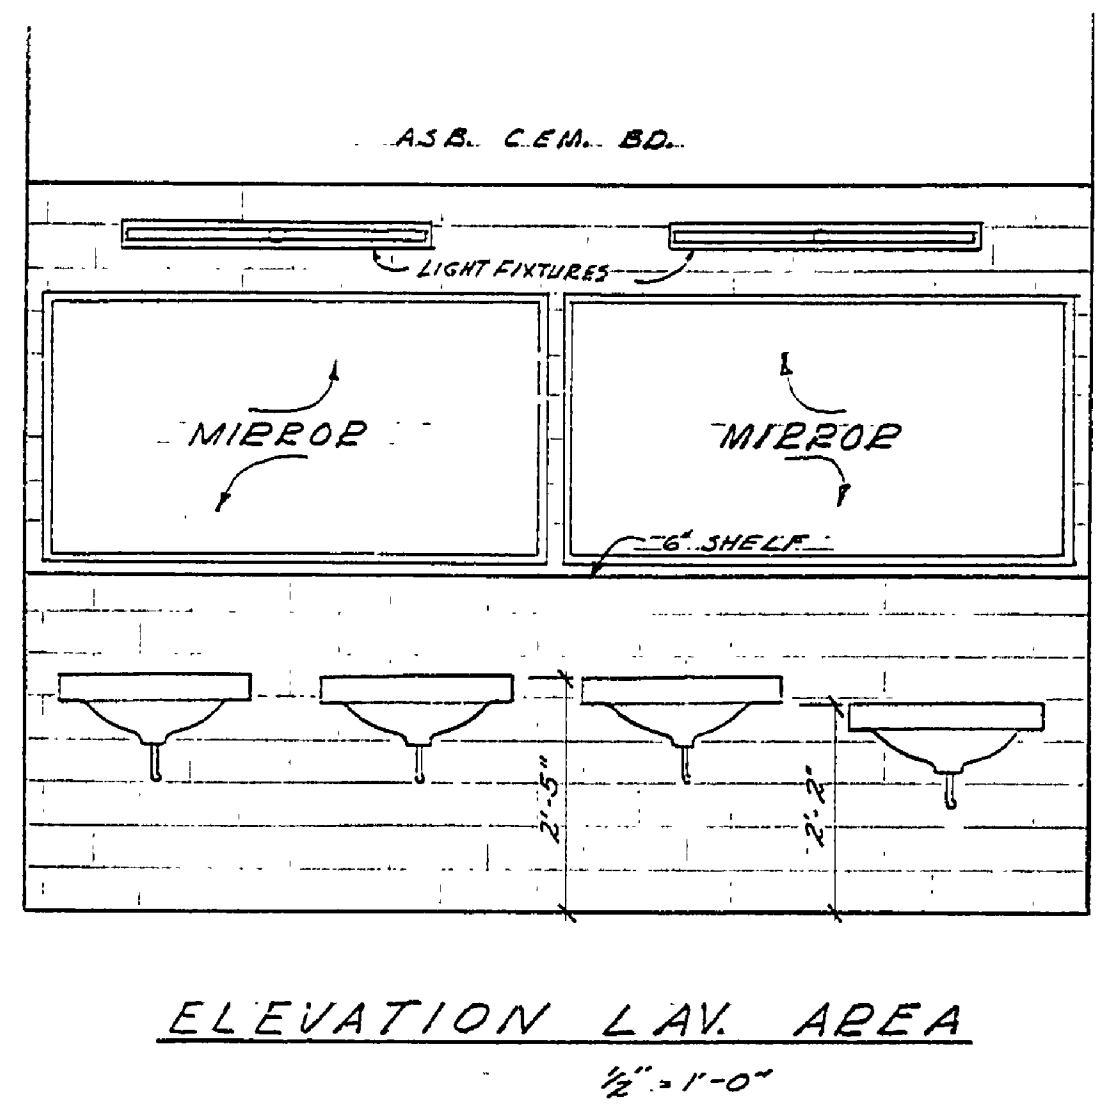 ASB. CEM. BD.
LIGHT FIXTURES
MIRROR
MIRROR
6" SHELF
2'-5"
2'-2"
ELEVATION LAV. AREA
1/2" = 1'-0"